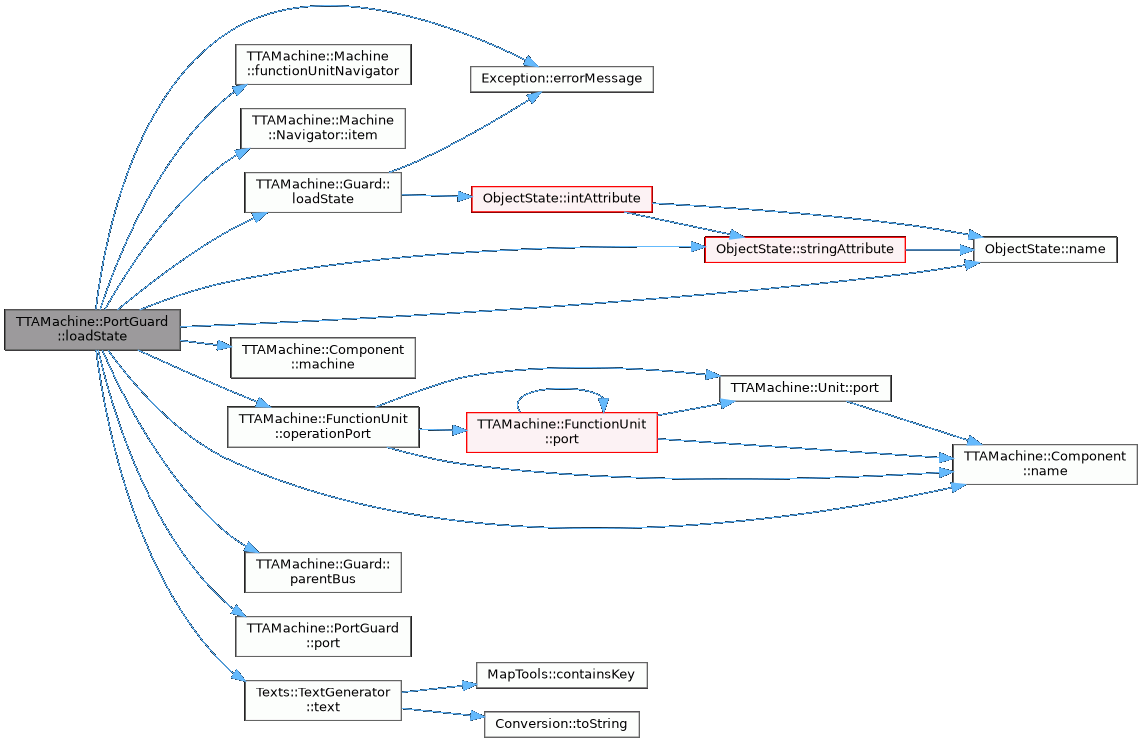 TTAMachine::Machine
::functionUnitNavigator
Exception::errorMessage
TTAMachine::Machine
::Navigator::item
TTAMachine::Guard::
loadState
ObjectState::intAttribute
ObjectState::stringAttribute
ObjectState::name
TTAMachine::PortGuard
::loadState
TTAMachine::Component
::machine
TTAMachine::Unit::port
TTAMachine::FunctionUnit
::operationPort
TTAMachine::FunctionUnit
::port
TTAMachine::Component
::name
TTAMachine::Guard::
parentBus
TTAMachine::PortGuard
::port
Texts::TextGenerator
::text
MapTools::containsKey
Conversion::toString